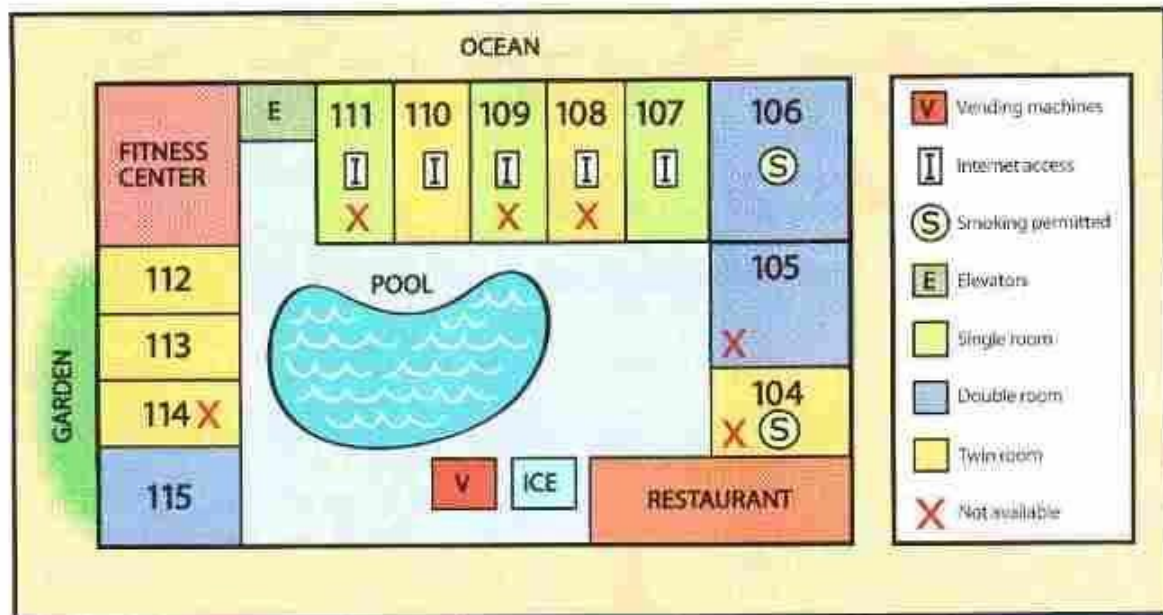 OCEAN
FITNESS
CENTER
E
111
110
109
108
107
106
I
I
I
I
I
S
X
X
X
112
113
114 X
115
GARDEN
POOL
105
X
104
X S
V
ICE
RESTAURANT
V Vending machines
I Internet access
S Smoking permitted
E Elevators
Single room
Double room
Twin room
X Not available